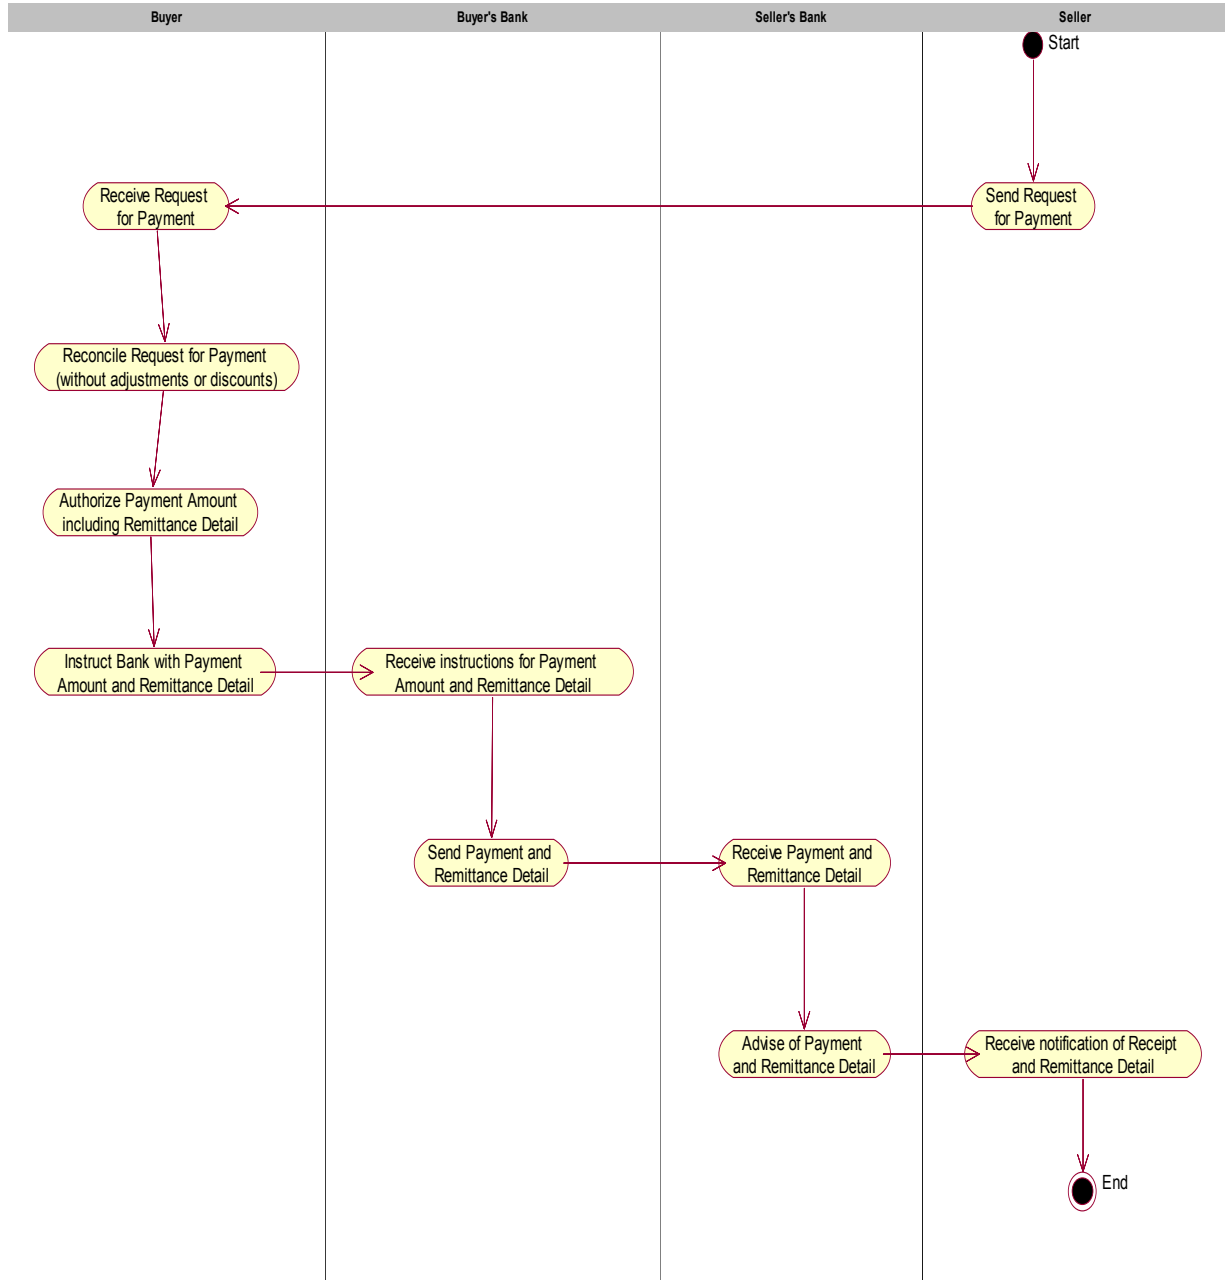 Buyer
Buyer's Bank
Seller's Bank
Seller
Start
Receive Request
for Payment
Send Request
for Payment
Reconcile Request for Payment
(without adjustments or discounts)
Authorize Payment Amount
including Remittance Detail
Instruct Bank with Payment
Amount and Remittance Detail
Receive instructions for Payment
Amount and Remittance Detail
Send Payment and
Remittance Detail
Receive Payment and
Remittance Detail
Advise of Payment
and Remittance Detail
Receive notification of Receipt
and Remittance Detail
End